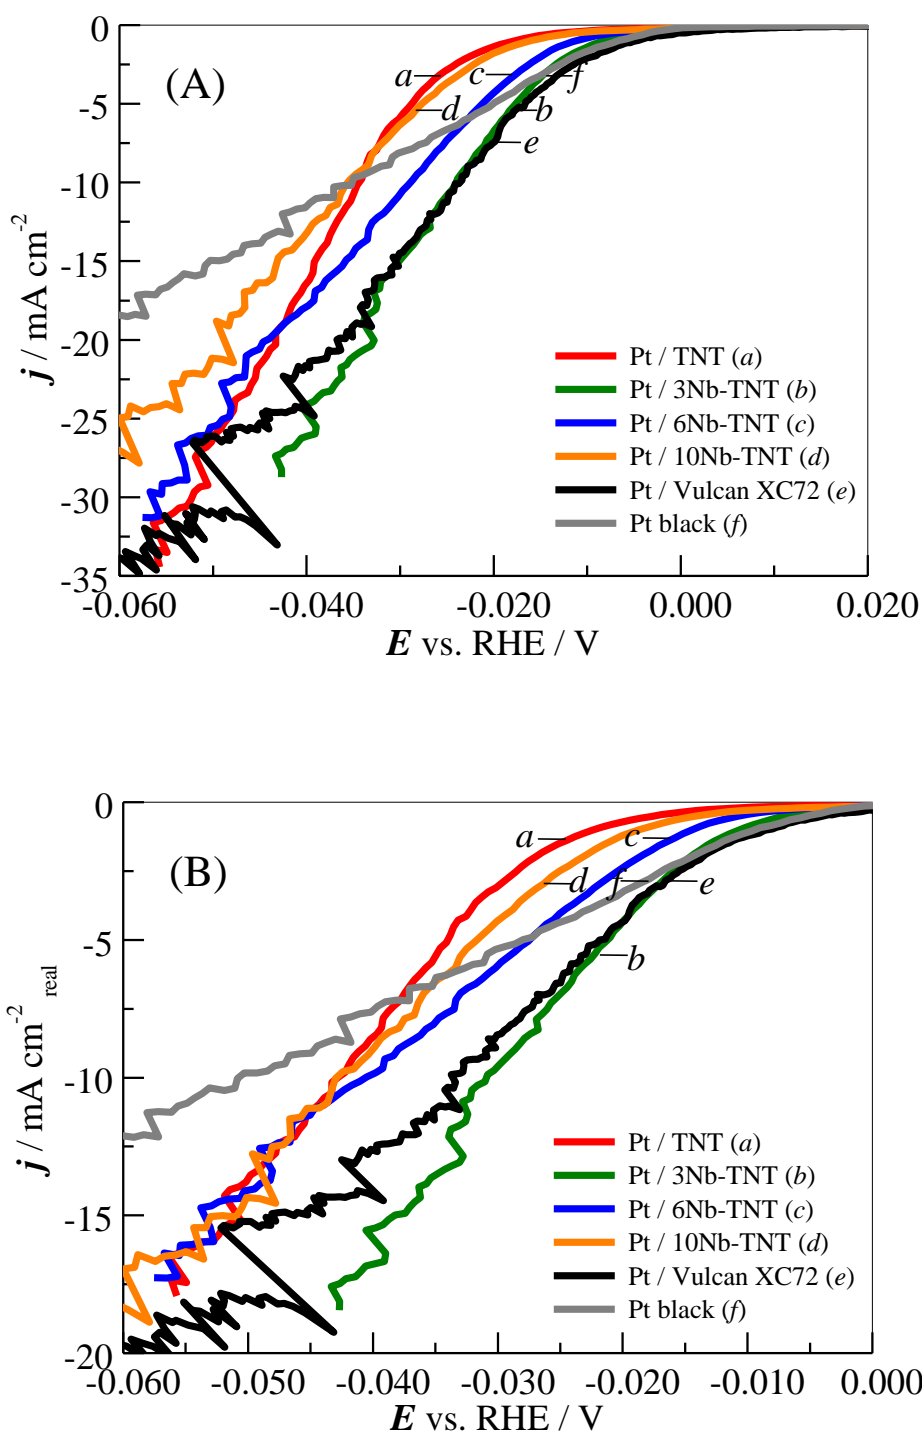 0
(A)
a
c
f
d
b
e
-5
-10
-15
-20
-25
-30
-35
j / mA cm-2
Pt / TNT (a)
Pt / 3Nb-TNT (b)
Pt / 6Nb-TNT (c)
Pt / 10Nb-TNT (d)
Pt / Vulcan XC72 (e)
Pt black (f)
-0.060 -0.040 -0.020 0.000 0.020
E vs. RHE / V
0
(B)
a
c
d
f
e
b
-5
-10
-15
-20
j / mA cm-2 real
Pt / TNT (a)
Pt / 3Nb-TNT (b)
Pt / 6Nb-TNT (c)
Pt / 10Nb-TNT (d)
Pt / Vulcan XC72 (e)
Pt black (f)
-0.060 -0.050 -0.040 -0.030 -0.020 -0.010 0.000
E vs. RHE / V